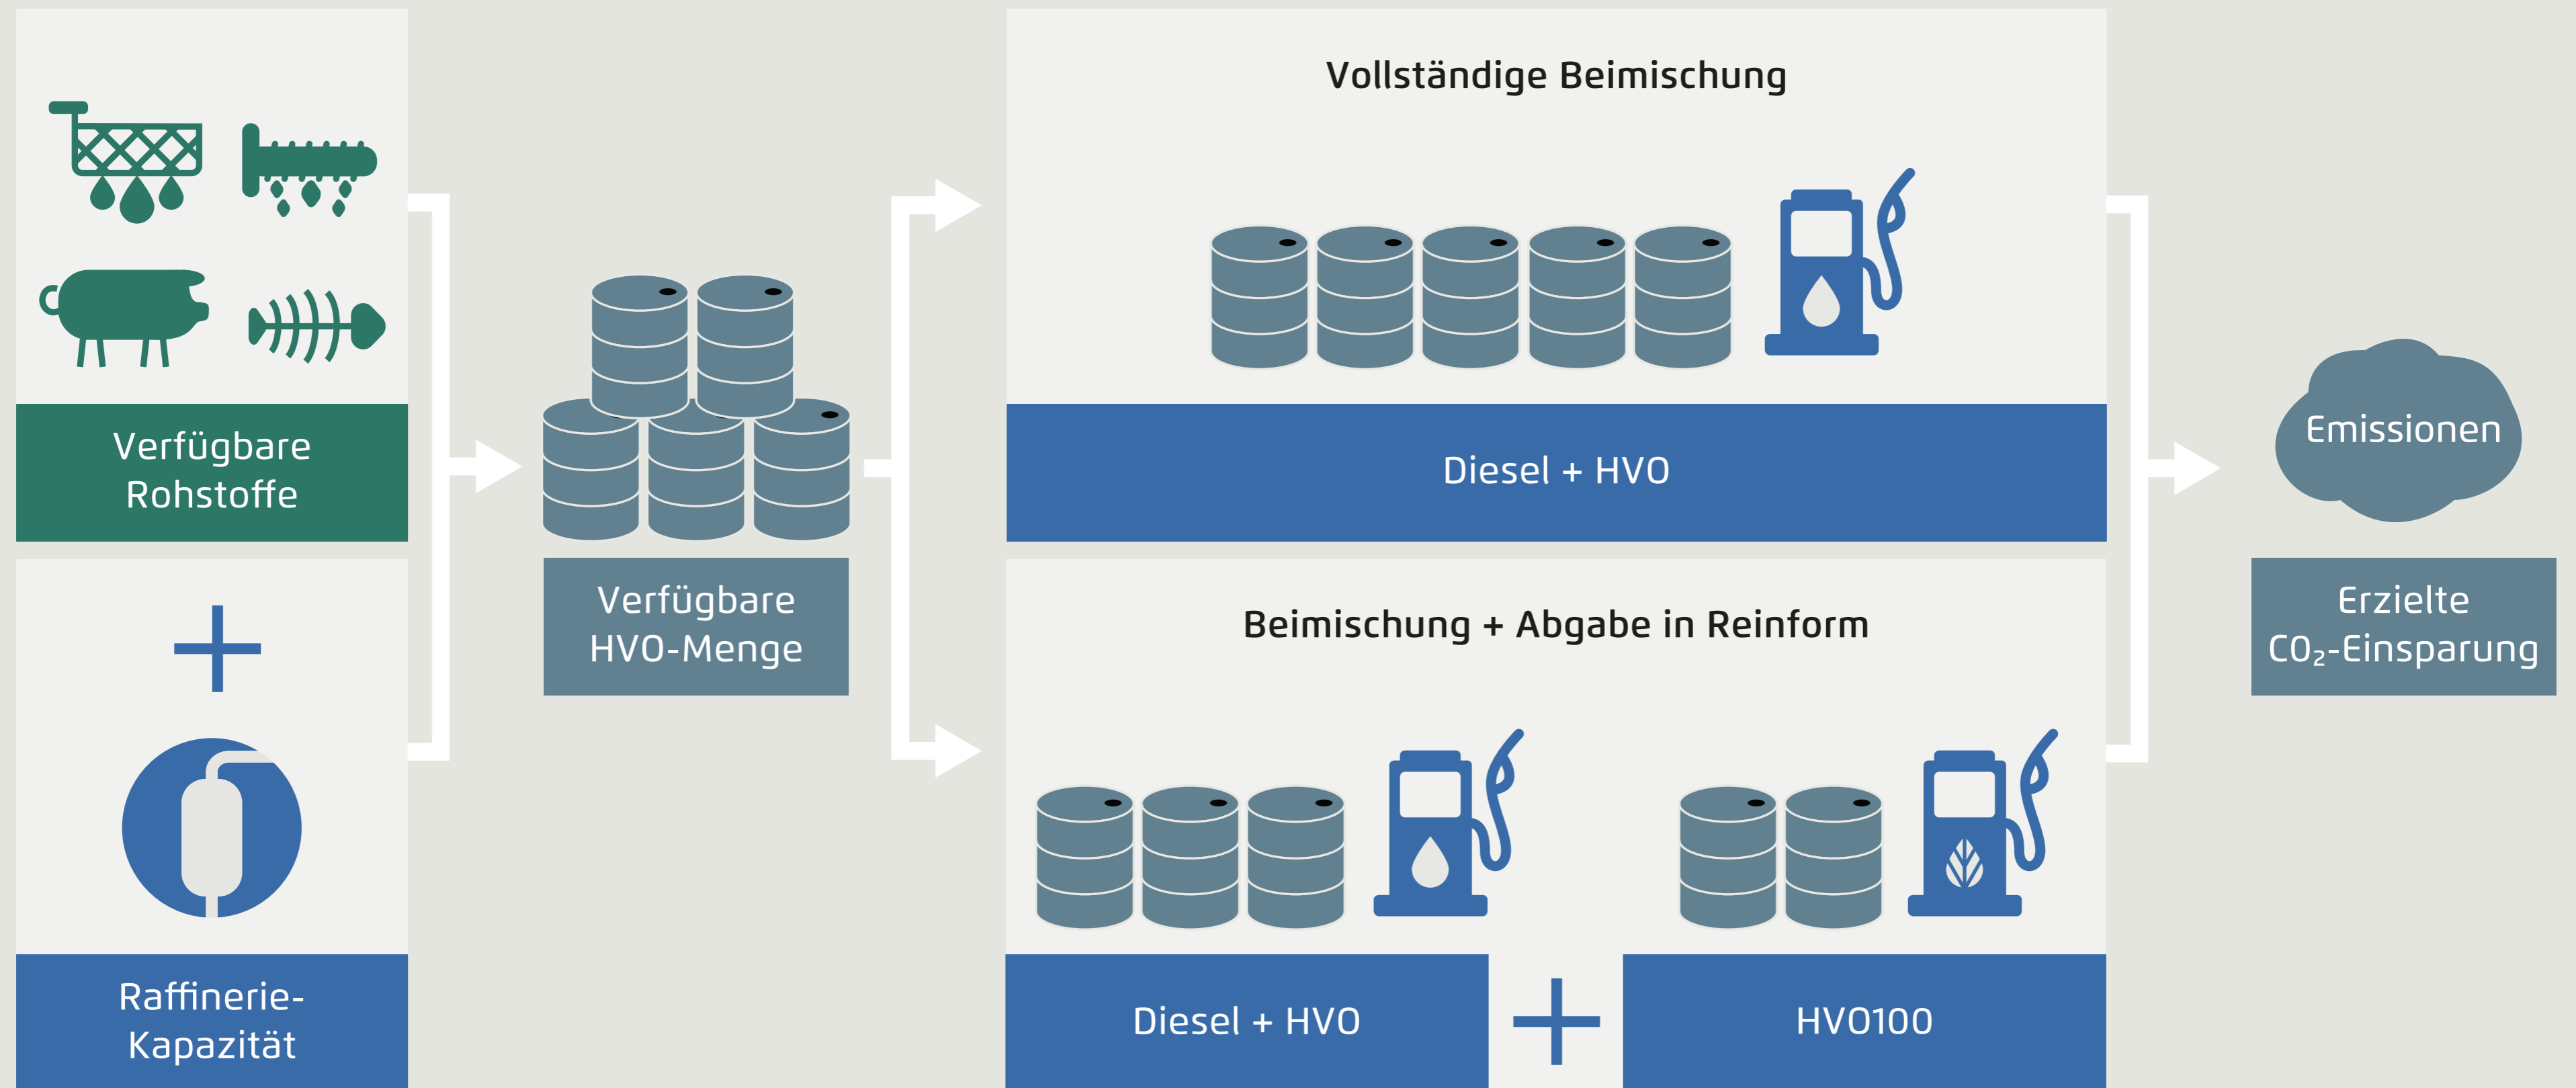 Verfügbare
Rohstoffe
Raffinerie-
Kapazität
Verfügbare
HVO-Menge
Vollständige Beimischung
Diesel + HVO
Beimischung + Abgabe in Reinform
Diesel + HVO
HVO100
Emissionen
Erzielte
CO₂-Einsparung